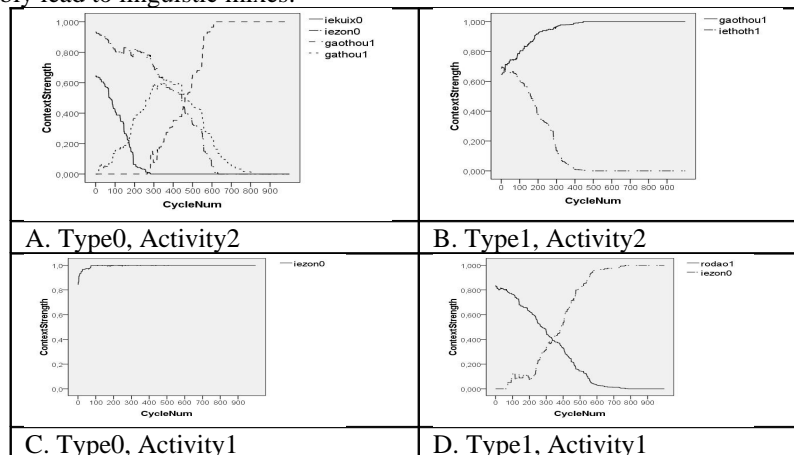 bly lead to linguistic mixes.
1,000
0,800
0,600
0,400
0,200
0,000
ContextStrength
0 100 200 300 400 500 600 700 800 900
CycleNum
iekuix0
iezon0
gaothou1
gathou1
1,000
0,800
0,600
0,400
0,200
0,000
ContextStrength
0 100 200 300 400 500 600 700 800 900
CycleNum
gaothou1
iethoth1
A. Type0, Activity2
B. Type1, Activity2
1,0
0,8
0,6
0,4
0,2
0,0
ContextStrength
0 100 200 300 400 500 600 700 800 900
CycleNum
iezon0
1,000
0,800
0,600
0,400
0,200
0,000
ContextStrength
0 100 200 300 400 500 600 700 800 900
CycleNum
rodao1
iezon0
C. Type0, Activity1
D. Type1, Activity1